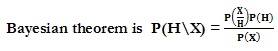 Bayesian theorem is P(H\X) = P(X/H)P(H) / P(X)